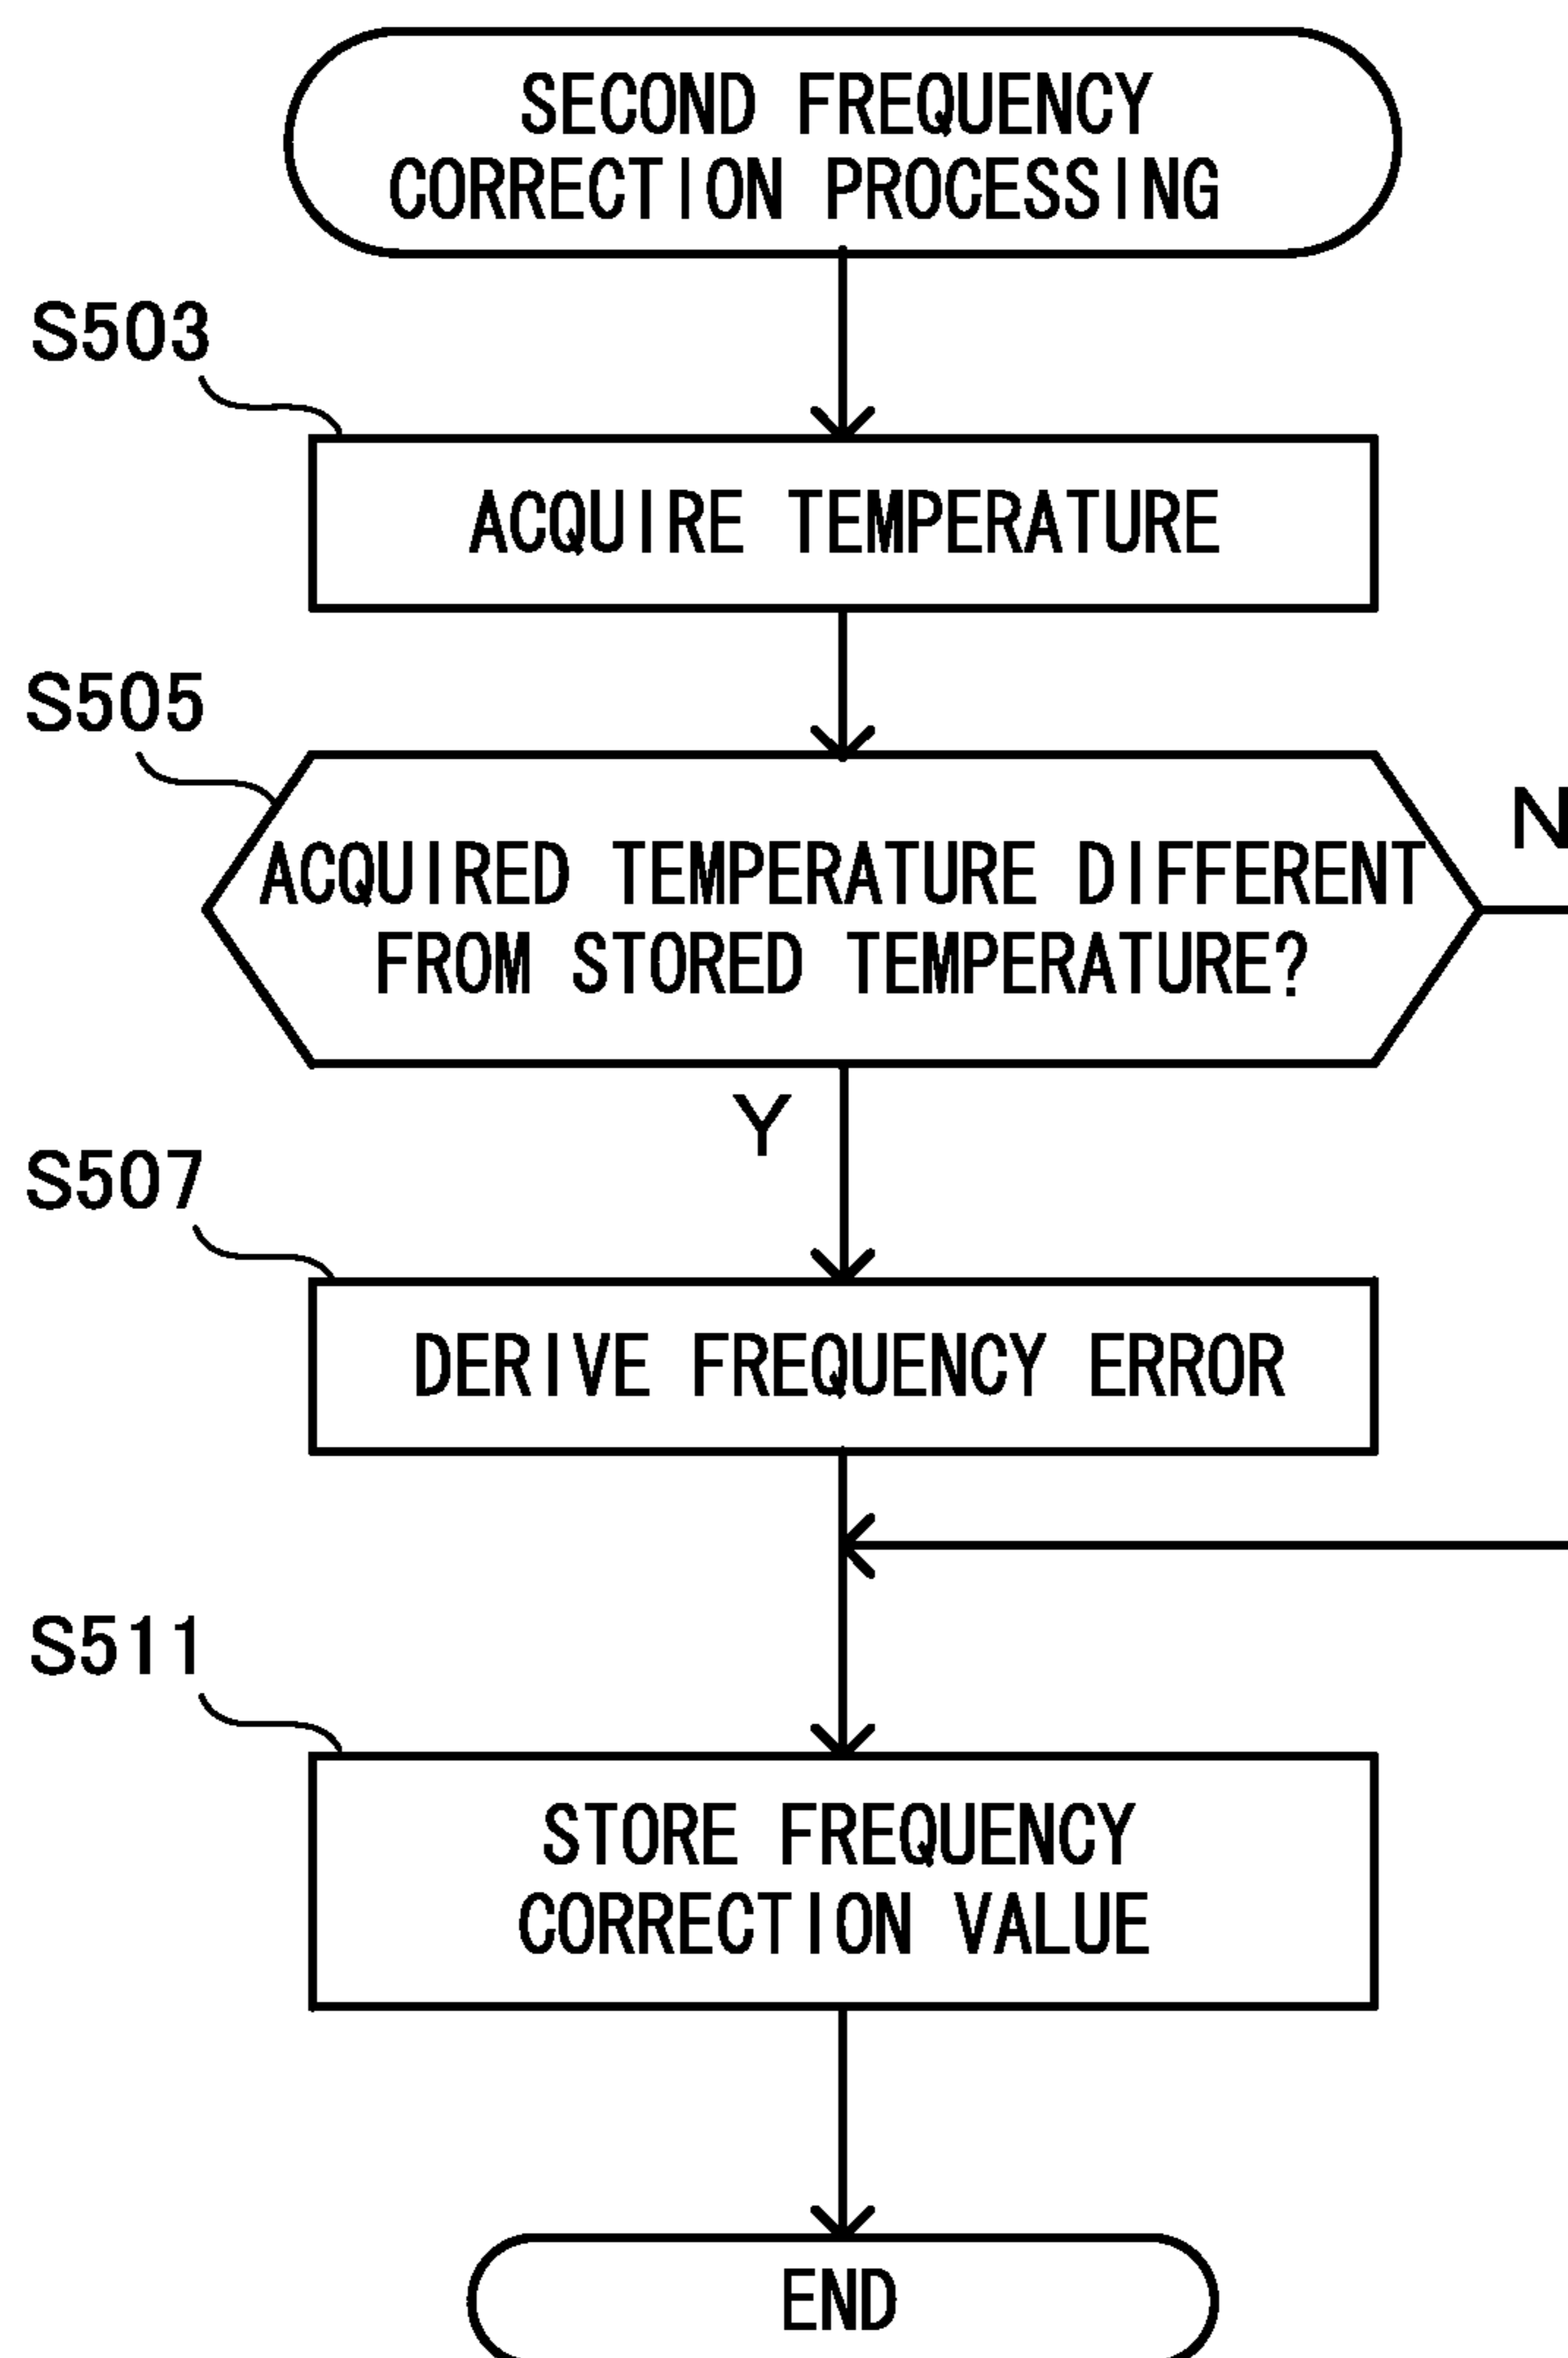 SECOND FREQUENCY
CORRECTION PROCESSING
S503
ACQUIRE TEMPERATURE
S505
N
ACQUIRED TEMPERATURE DIFFERENT
FROM STORED TEMPERATURE?
Y
S507
DERIVE FREQUENCY ERROR
S511
STORE FREQUENCY
CORRECTION VALUE
END